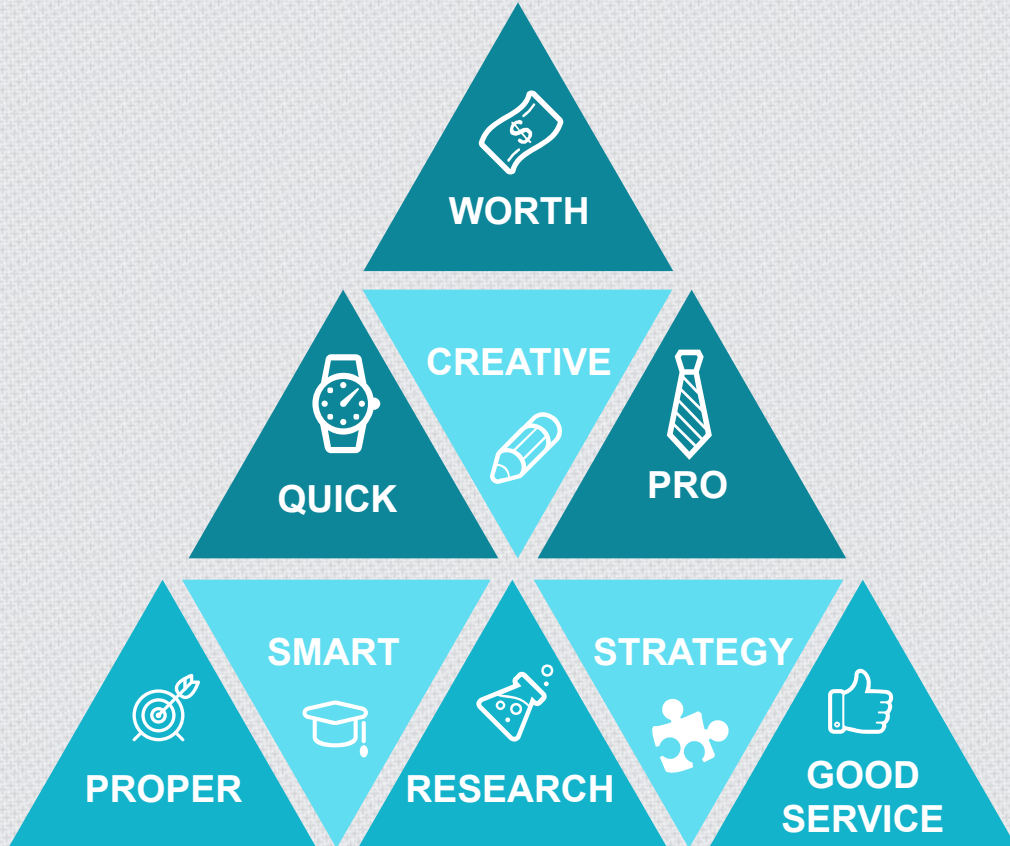 $
WORTH
CREATIVE
QUICK
PRO
SMART
STRATEGY
PROPER
RESEARCH
GOOD
SERVICE